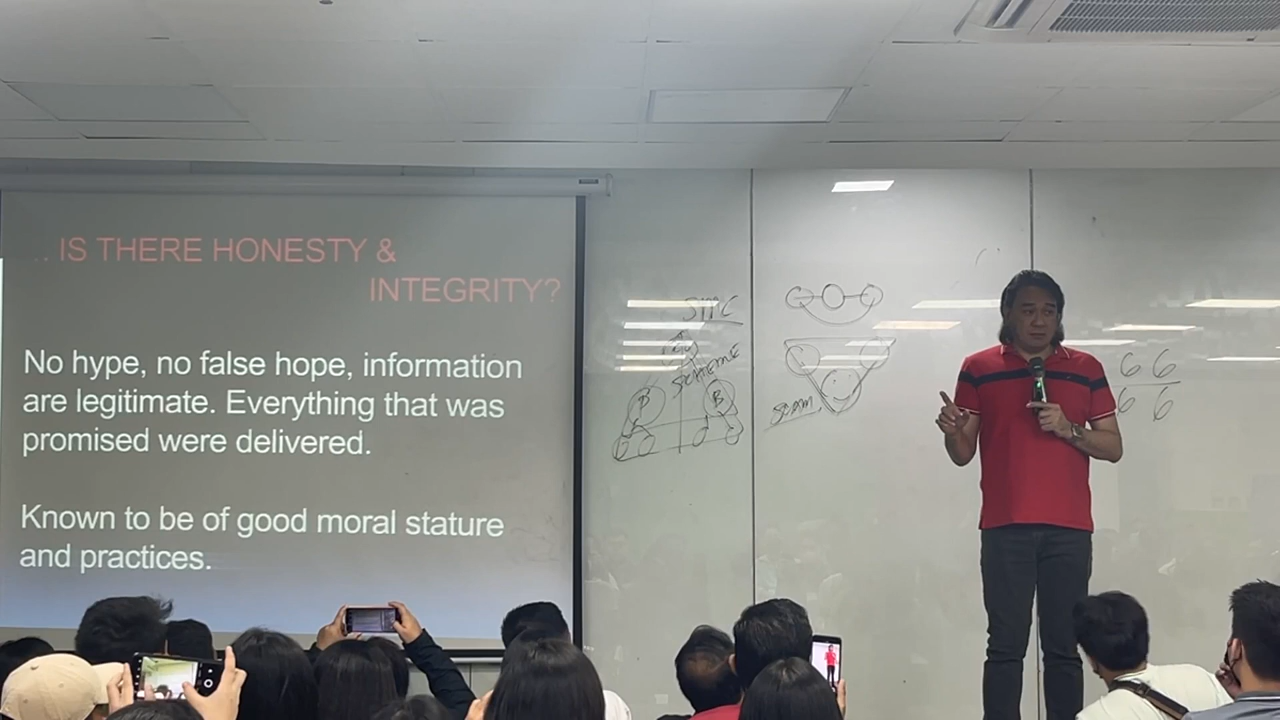 .. IS THERE HONESTY &
INTEGRITY?
No hype, no false hope, information
are legitimate. Everything that was
promised were delivered.
Known to be of good moral stature
and practices.
SCHEME
B
SCAM
6 6
6 6